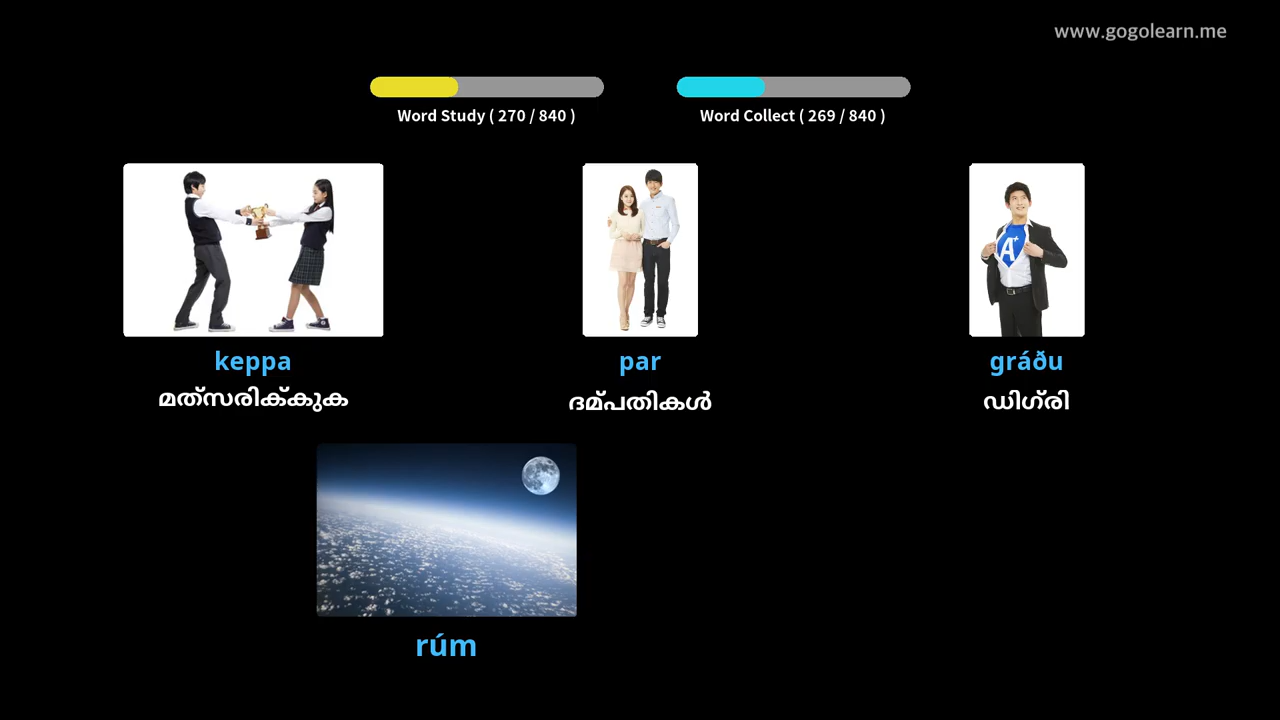 www.gogolearn.me
Word Study ( 270 / 840 )
Word Collect ( 269 / 840 )
A+
keppa
par
gráðu
മത്സരിക്കുക
ദമ്പതികൾ
ഡിഗ്രി
rúm